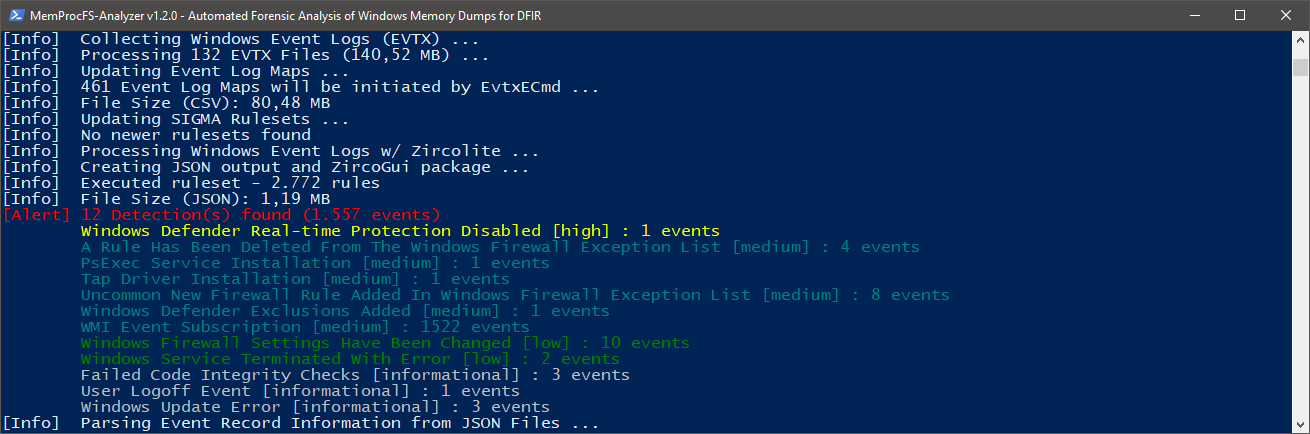 MemProcFS-Analyzer v1.2.0 - Automated Forensic Analysis of Windows Memory Dumps for DFIR
[Info] Collecting Windows Event Logs (EVTX) ...
[Info] Processing 132 EVTX Files (140,52 MB) ...
[Info] Updating Event Log Maps ...
[Info] 461 Event Log Maps will be initiated by EvtxECmd ...
[Info] File Size (CSV): 80,48 MB
[Info] Updating SIGMA Rulesets ...
[Info] No newer rulesets found
[Info] Processing Windows Event Logs w/ Zircolite ...
[Info] Creating JSON output and ZircoGui package ...
[Info] Executed ruleset - 2.772 rules
[Info] File Size (JSON): 1,19 MB
[Alert] 12 Detection(s) found (1.557 events)
Windows Defender Real-time Protection Disabled [high] : 1 events
A Rule Has Been Deleted From The Windows Firewall Exception List [medium] : 4 events
PsExec Service Installation [medium] : 1 events
Tap Driver Installation [medium] : 1 events
Uncommon New Firewall Rule Added In Windows Firewall Exception List [medium] : 8 events
Windows Defender Exclusions Added [medium] : 1 events
WMI Event Subscription [medium] : 1522 events
Windows Firewall Settings Have Been Changed [low] : 10 events
Windows Service Terminated With Error [low] : 2 events
Failed Code Integrity Checks [informational] : 3 events
User Logoff Event [informational] : 1 events
Windows Update Error [informational] : 3 events
[Info] Parsing Event Record Information from JSON Files ...